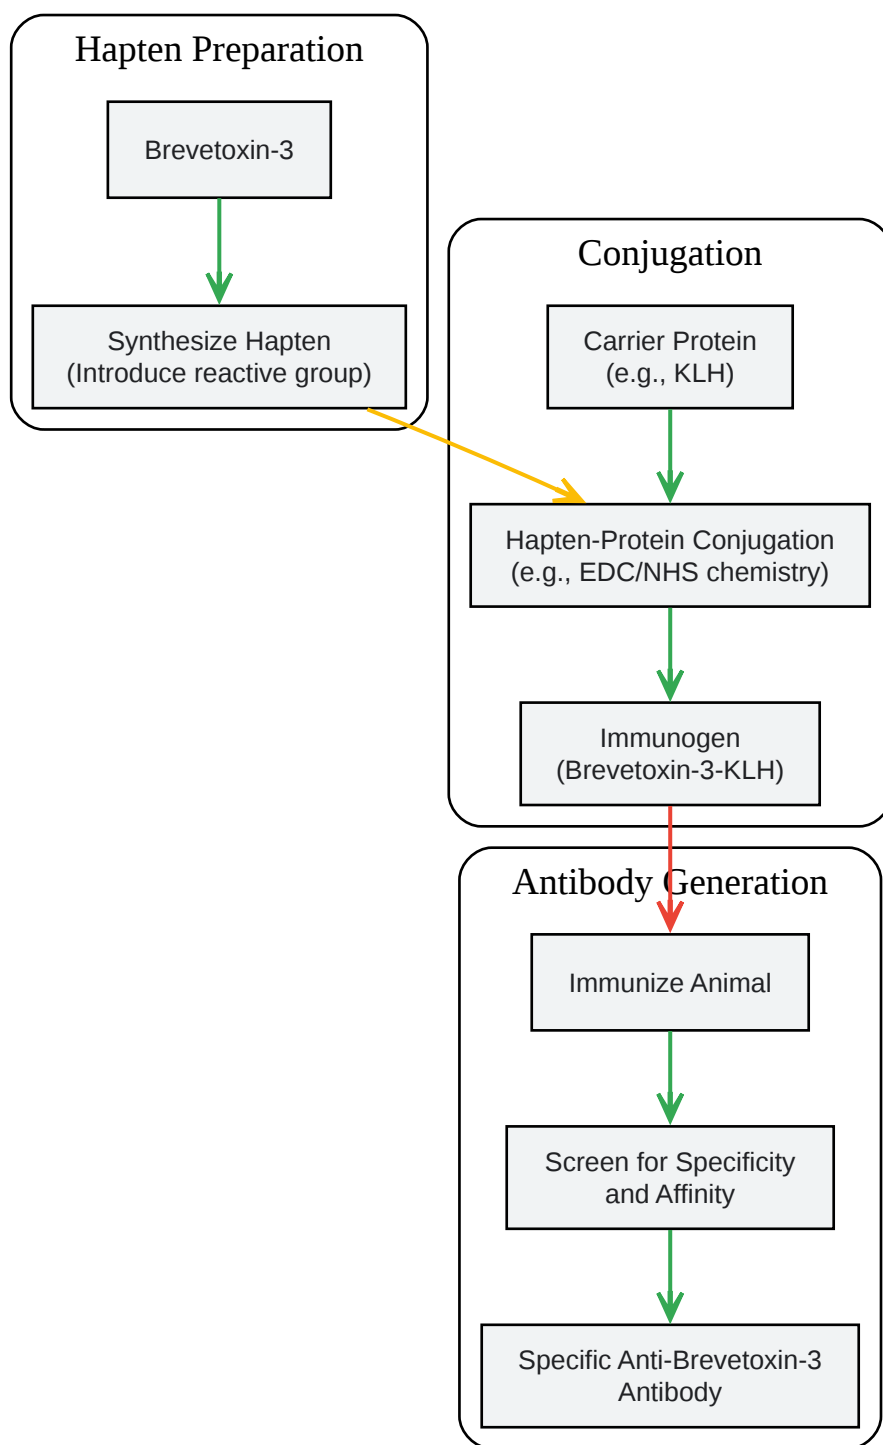 Hapten Preparation
Brevetoxin-3
Synthesize Hapten
(Introduce reactive group)
Conjugation
Carrier Protein
(e.g., KLH)
Hapten-Protein Conjugation
(e.g., EDC/NHS chemistry)
Immunogen
(Brevetoxin-3-KLH)
Antibody Generation
Immunize Animal
Screen for Specificity
and Affinity
Specific Anti-Brevetoxin-3
Antibody